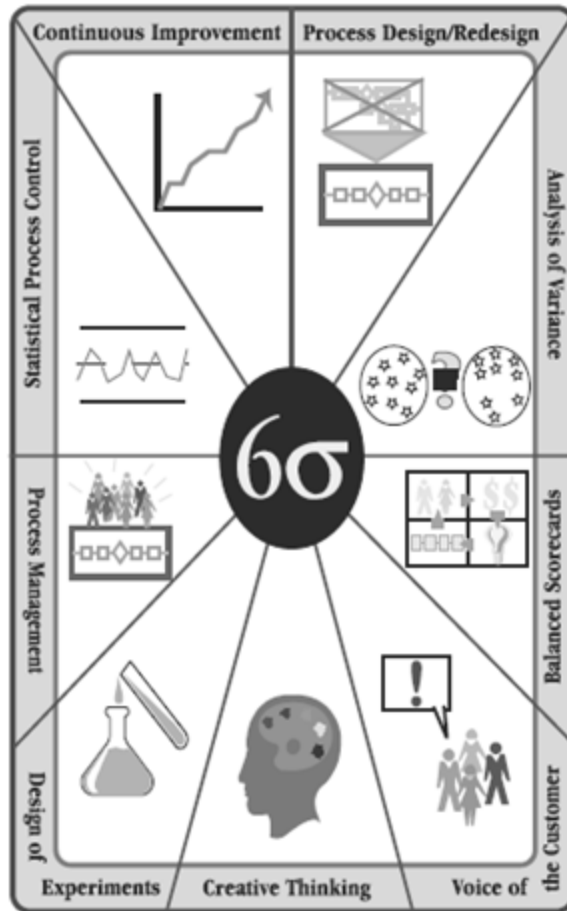 Continuous Improvement
Process Design/Redesign
Statistical Process Control
Analysis of Variance
6σ
Process Management
Balanced Scorecards
Design of
Experiments
Creative Thinking
Voice of
the Customer
!
?
$$